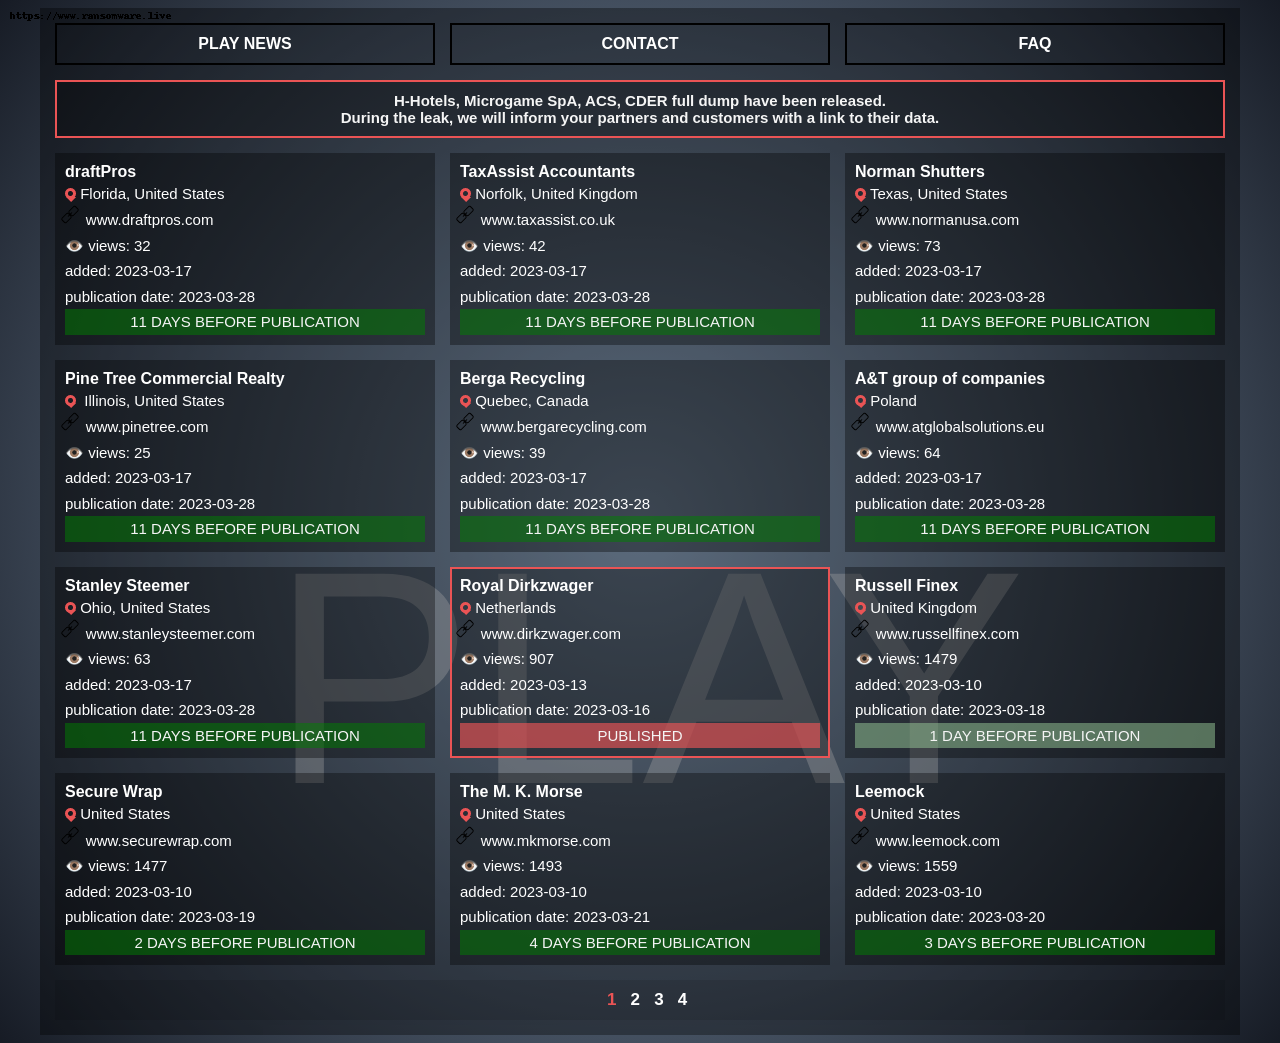 https://www.ransomware.live
PLAY NEWS
CONTACT
FAQ
H-Hotels, Microgame SpA, ACS, CDER full dump have been released.
During the leak, we will inform your partners and customers with a link to their data.
draftPros
Florida, United States
www.draftpros.com
views: 32
added: 2023-03-17
publication date: 2023-03-28
11 DAYS BEFORE PUBLICATION
TaxAssist Accountants
Norfolk, United Kingdom
www.taxassist.co.uk
views: 42
added: 2023-03-17
publication date: 2023-03-28
11 DAYS BEFORE PUBLICATION
Norman Shutters
Texas, United States
www.normanusa.com
views: 73
added: 2023-03-17
publication date: 2023-03-28
11 DAYS BEFORE PUBLICATION
Pine Tree Commercial Realty
Illinois, United States
www.pinetree.com
views: 25
added: 2023-03-17
publication date: 2023-03-28
11 DAYS BEFORE PUBLICATION
Berga Recycling
Quebec, Canada
www.bergarecycling.com
views: 39
added: 2023-03-17
publication date: 2023-03-28
11 DAYS BEFORE PUBLICATION
A&T group of companies
Poland
www.atglobalsolutions.eu
views: 64
added: 2023-03-17
publication date: 2023-03-28
11 DAYS BEFORE PUBLICATION
Stanley Steemer
Ohio, United States
www.stanleysteemer.com
views: 63
added: 2023-03-17
publication date: 2023-03-28
11 DAYS BEFORE PUBLICATION
Royal Dirkzwager
Netherlands
www.dirkzwager.com
views: 907
added: 2023-03-13
publication date: 2023-03-16
PUBLISHED
Russell Finex
United Kingdom
www.russellfinex.com
views: 1479
added: 2023-03-10
publication date: 2023-03-18
1 DAY BEFORE PUBLICATION
PLAY
Secure Wrap
United States
www.securewrap.com
views: 1477
added: 2023-03-10
publication date: 2023-03-19
2 DAYS BEFORE PUBLICATION
The M. K. Morse
United States
www.mkmorse.com
views: 1493
added: 2023-03-10
publication date: 2023-03-21
4 DAYS BEFORE PUBLICATION
Leemock
United States
www.leemock.com
views: 1559
added: 2023-03-10
publication date: 2023-03-20
3 DAYS BEFORE PUBLICATION
1 2 3 4